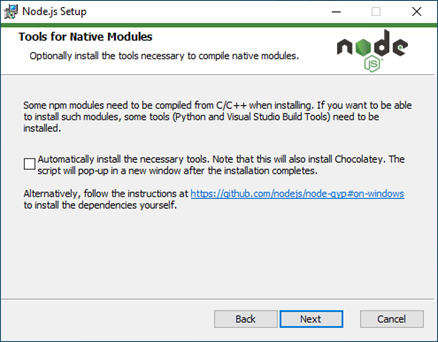 Node.js Setup
Tools for Native Modules
Optionally install the tools necessary to compile native modules.
node
JS
Some npm modules need to be compiled from C/C++ when installing. If you want to be able
to install such modules, some tools (Python and Visual Studio Build Tools) need to be
installed.
Automatically install the necessary tools. Note that this will also install Chocolatey. The
script will pop-up in a new window after the installation completes.
Alternatively, follow the instructions at https://github.com/nodejs/node-gyp#on-windows
to install the dependencies yourself.
Back Next Cancel